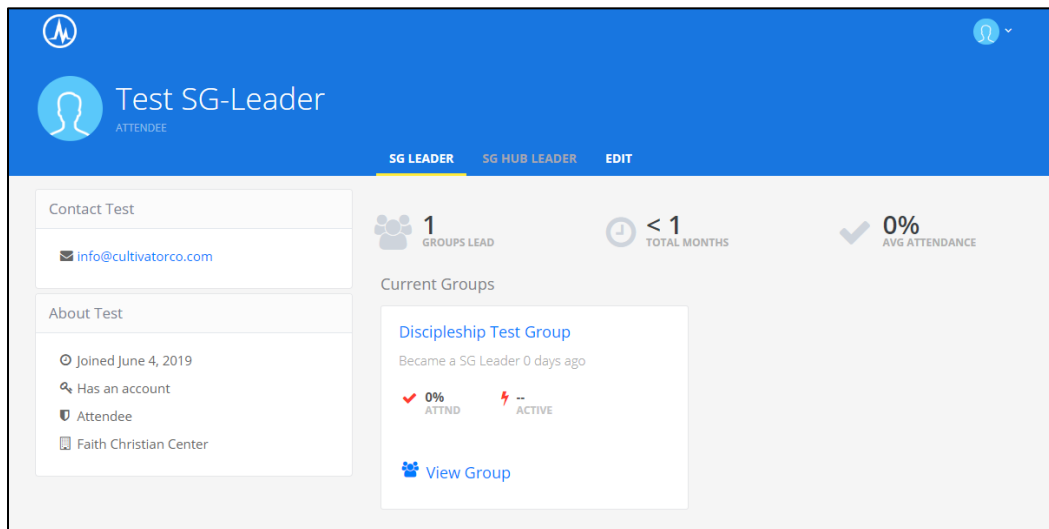 Test SG-Leader
ATTENDEE
SG LEADER SG HUB LEADER EDIT
Contact Test
info@cultivatorco.com
About Test
Joined June 4, 2019
Has an account
Attendee
Faith Christian Center
1
GROUPS LEAD
< 1
TOTAL MONTHS
0%
AVG ATTENDANCE
Current Groups
Discipleship Test Group
Became a SG Leader 0 days ago
0%
ATTND
--
ACTIVE
View Group